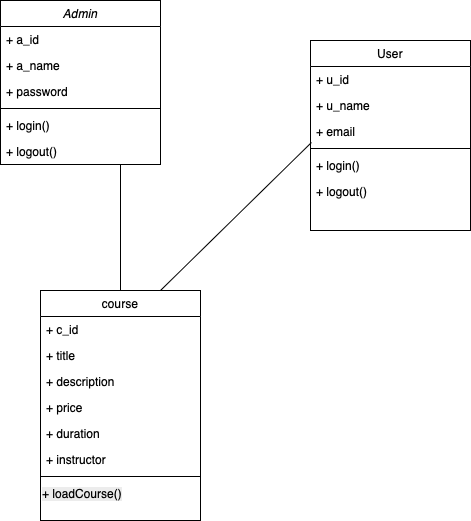 Admin
+ a_id
+ a_name
+ password
+ login()
+ logout()
User
+ u_id
+ u_name
+ email
+ login()
+ logout()
course
+ c_id
+ title
+ description
+ price
+ duration
+ instructor
+ loadCourse()